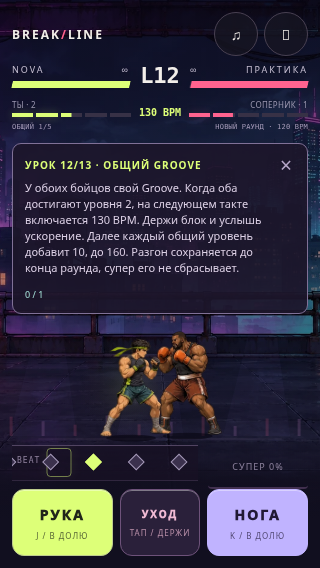 BREAK/LINE
NOVA ∞ L12 ∞ ПРАКТИКА
ТЫ · 2 130 BPM СОПЕРНИК · 1
ОБЩИЙ 1/5 НОВЫЙ РАУНД · 120 BPM
УРОК 12/13 · ОБЩИЙ GROOVE ×
У обоих бойцов свой Groove. Когда оба
достигают уровня 2, на следующем такте
включается 130 BPM. Держи блок и услышь
ускорение. Далее каждый общий уровень
добавит 10, до 160. Разгон сохраняется до
конца раунда, супер его не сбрасывает.
0 / 1
BEAT
СУПЕР 0%
РУКА УХОД НОГА
J / В ДОЛЮ ТАП / ДЕРЖИ K / В ДОЛЮ